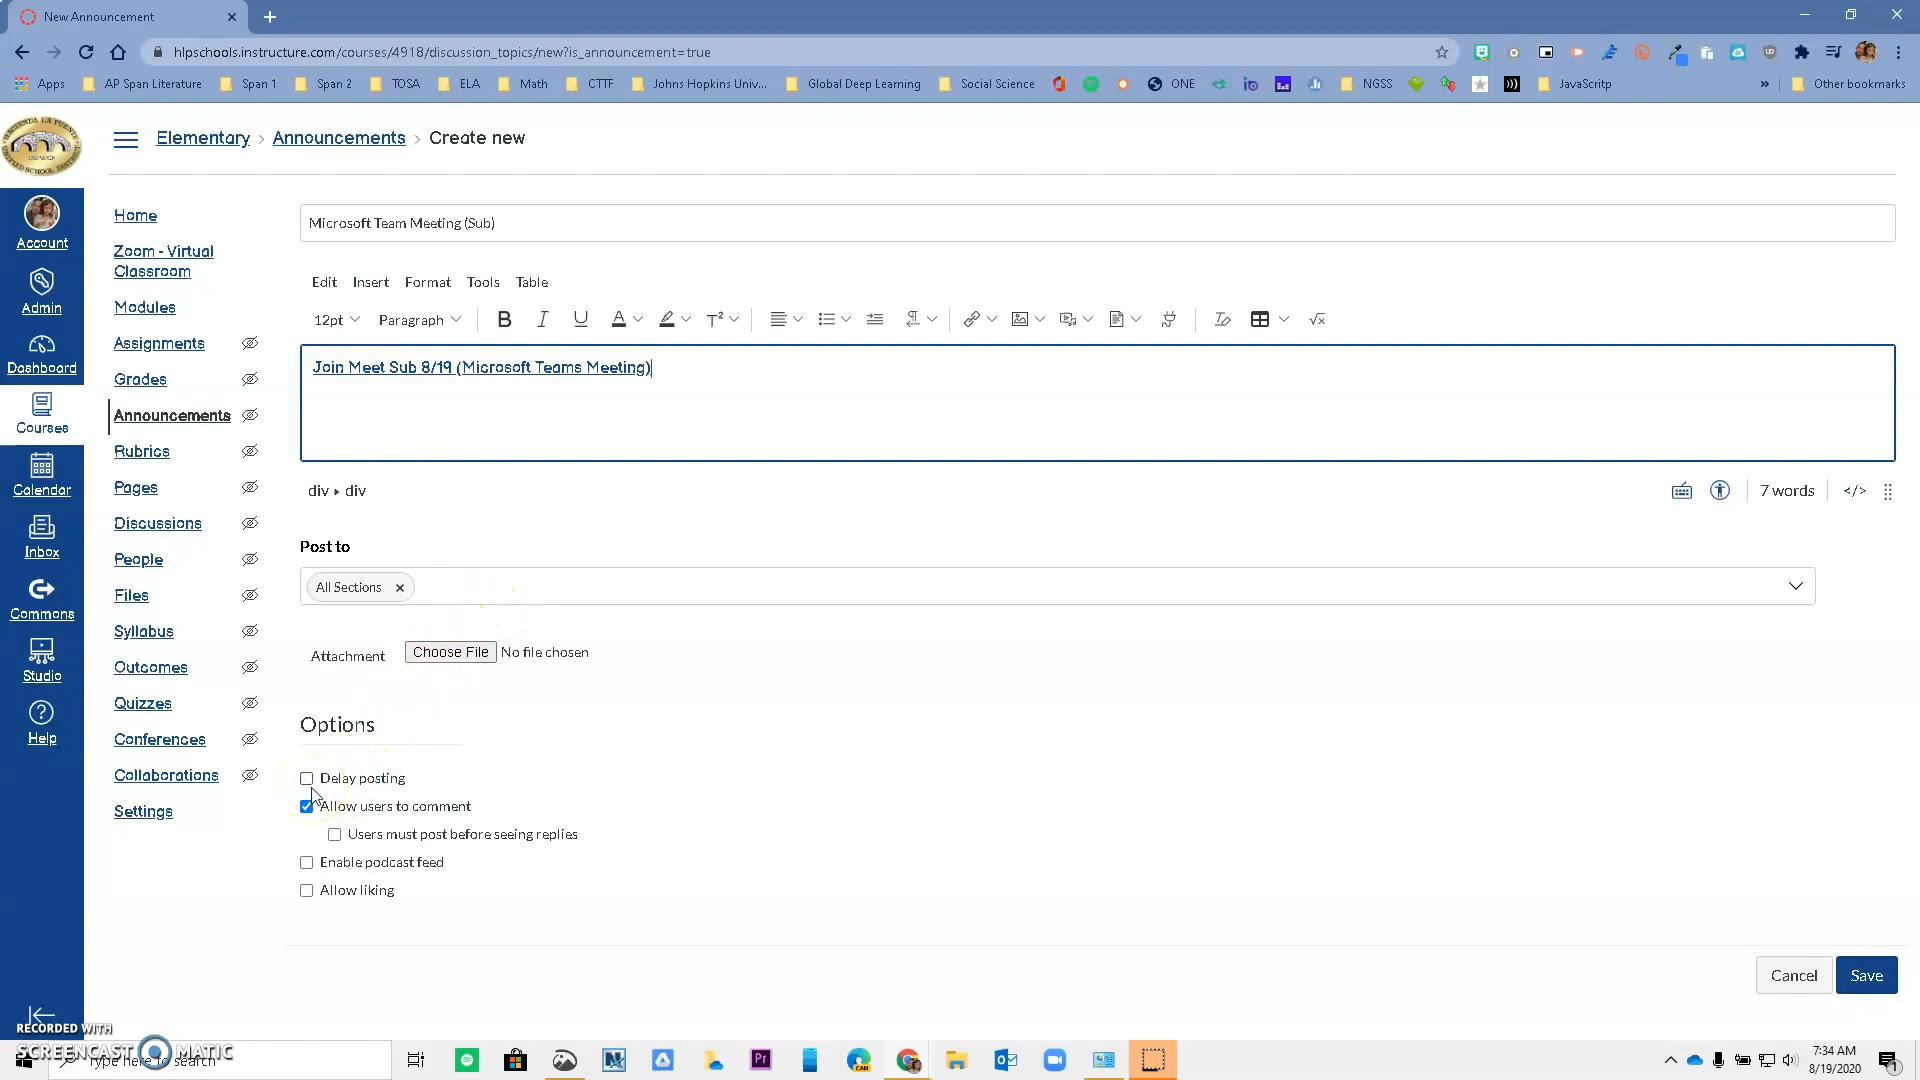 New Announcement
hlpschools.instructure.com/courses/4918/discussion_topics/new?is_announcement=true
Apps AP Span Literature Span 1 Span 2 TOSA ELA Math CTTF Johns Hopkins Univ... Global Deep Learning Social Science ONE NGSS JavaScritp » Other bookmarks
Elementary > Announcements > Create new
Account
Admin
Dashboard
Courses
Calendar
Inbox
Commons
Studio
Help
Home
Zoom - Virtual
Classroom
Modules
Assignments
Grades
Announcements
Rubrics
Pages
Discussions
People
Files
Syllabus
Outcomes
Quizzes
Conferences
Collaborations
Settings
Microsoft Team Meeting (Sub)
Edit Insert Format Tools Table
12pt Paragraph
Join Meet Sub 8/19 (Microsoft Teams Meeting)
div ▸ div 7 words </>
Post to
All Sections
Attachment Choose File No file chosen
Options
Delay posting
Allow users to comment
Users must post before seeing replies
Enable podcast feed
Allow liking
Cancel Save
RECORDED WITH
SCREENCAST MATIC
Type here to search
7:34 AM
8/19/2020